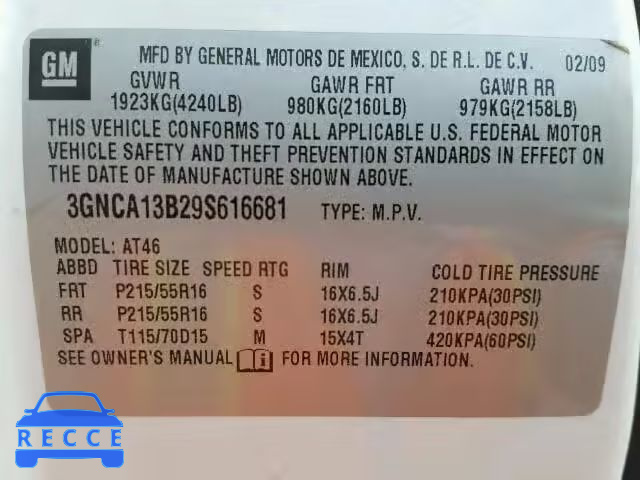 GM
MFD BY GENERAL MOTORS DE MEXICO, S. DE R.L. DE C.V. 02/09
GVWR GAWR FRT GAWR RR
1923KG(4240LB) 980KG(2160LB) 979KG(2158LB)
THIS VEHICLE CONFORMS TO ALL APPLICABLE U.S. FEDERAL MOTOR
VEHICLE SAFETY AND THEFT PREVENTION STANDARDS IN EFFECT ON
THE DATE OF MANUFACTURE SHOWN ABOVE.
3GNCA13B29S616681 TYPE: M.P.V.
MODEL: AT46
ABBD TIRE SIZE SPEED RTG RIM COLD TIRE PRESSURE
FRT P215/55R16 S 16X6.5J 210KPA(30PSI)
RR P215/55R16 S 16X6.5J 210KPA(30PSI)
SPA T115/70D15 M 15X4T 420KPA(60PSI)
SEE OWNER'S MANUAL FOR MORE INFORMATION.
RECCE